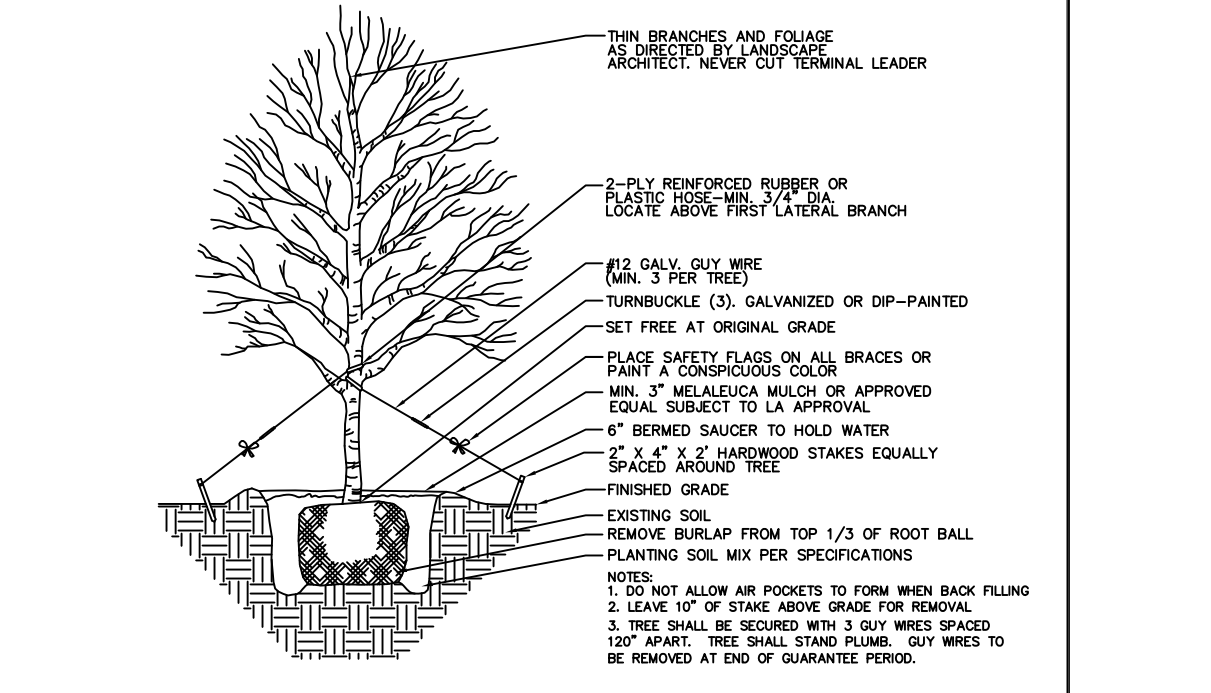 THIN BRANCHES AND FOLIAGE
AS DIRECTED BY LANDSCAPE
ARCHITECT. NEVER CUT TERMINAL LEADER
2-PLY REINFORCED RUBBER OR
PLASTIC HOSE-MIN. 3/4" DIA.
LOCATE ABOVE FIRST LATERAL BRANCH
#12 GALV. GUY WIRE
(MIN. 3 PER TREE)
TURNBUCKLE (3). GALVANIZED OR DIP-PAINTED
SET FREE AT ORIGINAL GRADE
PLACE SAFETY FLAGS ON ALL BRACES OR
PAINT A CONSPICUOUS COLOR
MIN. 3" MELALEUCA MULCH OR APPROVED
EQUAL SUBJECT TO LA APPROVAL
6" BERMED SAUCER TO HOLD WATER
2" X 4" X 2' HARDWOOD STAKES EQUALLY
SPACED AROUND TREE
FINISHED GRADE
EXISTING SOIL
REMOVE BURLAP FROM TOP 1/3 OF ROOT BALL
PLANTING SOIL MIX PER SPECIFICATIONS
NOTES:
1. DO NOT ALLOW AIR POCKETS TO FORM WHEN BACK FILLING
2. LEAVE 10" OF STAKE ABOVE GRADE FOR REMOVAL
3. TREE SHALL BE SECURED WITH 3 GUY WIRES SPACED
120" APART. TREE SHALL STAND PLUMB. GUY WIRES TO
BE REMOVED AT END OF GUARANTEE PERIOD.